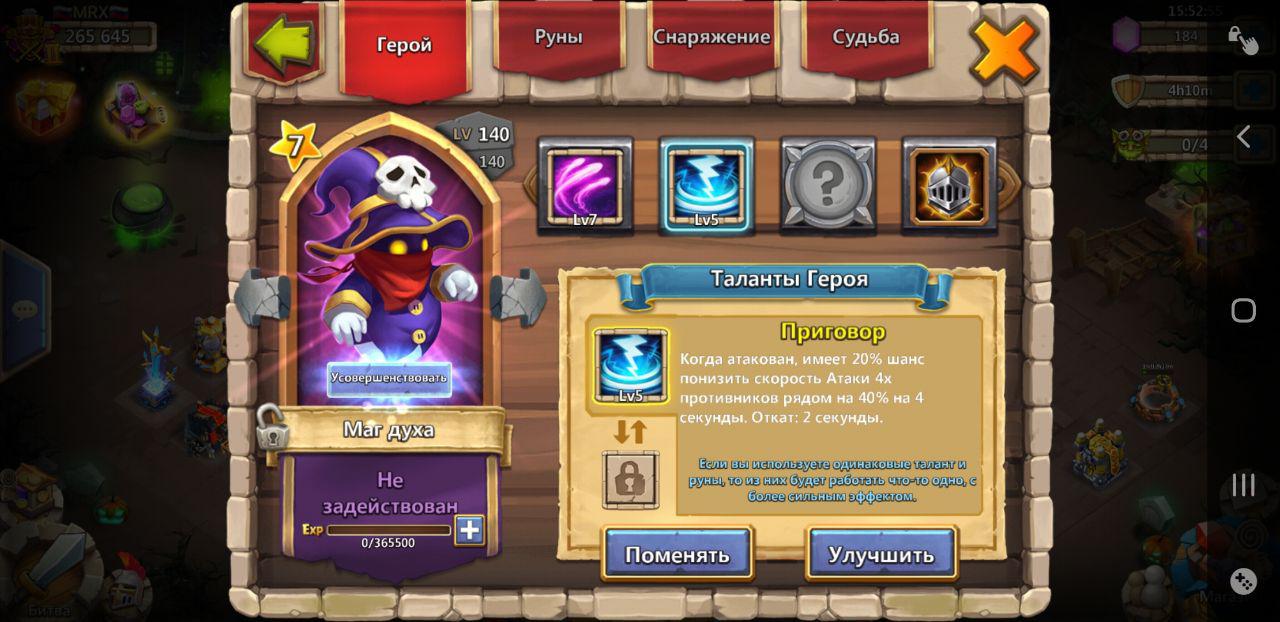 MRX
265 645
Герой
Руны
Снаряжение
Судьба
15:52:55
184
4h10m
0/4
7
LV 140
140
Lv7
Lv5
Усовершенствовать
Маг духа
Не
задействован
Exp
0/365500
Таланты Героя
Lv5
Приговор
Когда атакован, имеет 20% шанс
понизить скорость Атаки 4х
противников рядом на 40% на 4
секунды. Откат: 2 секунды.
Если вы используете одинаковые талант и
руны, то из них будет работать что-то одно, с
более сильным эффектом.
Поменять
Улучшить
Битва